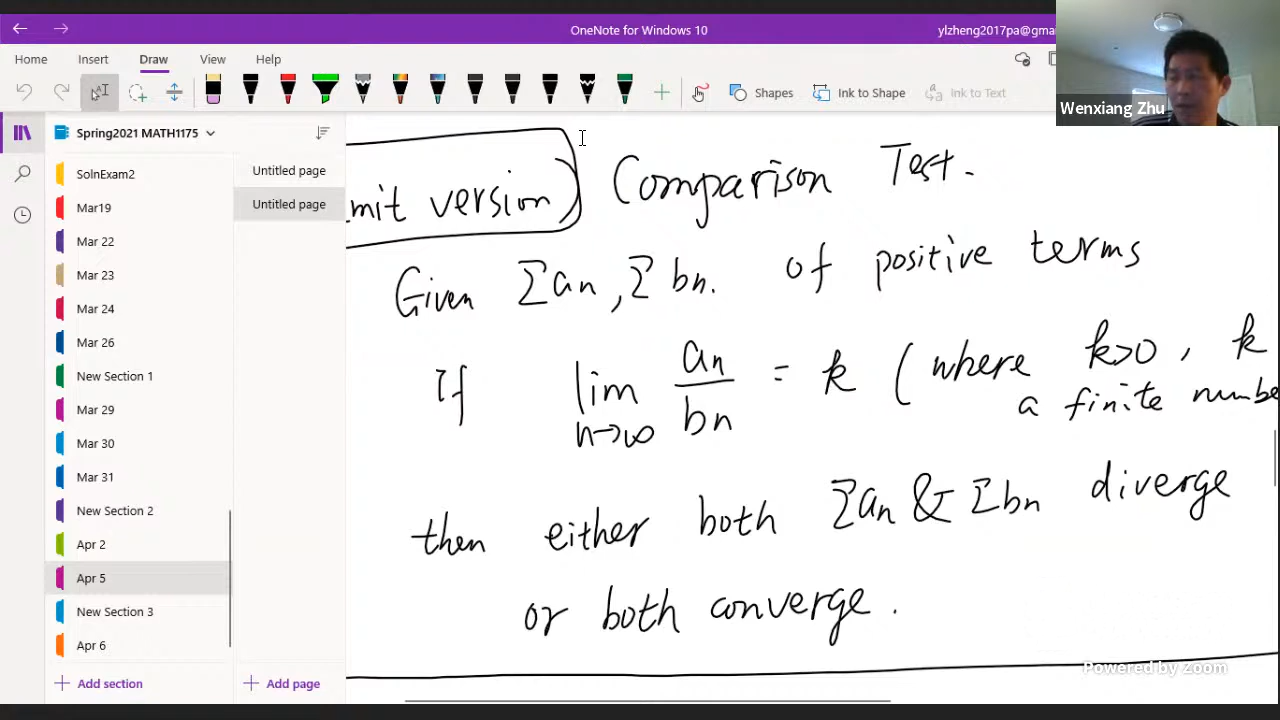 OneNote for Windows 10
ylzheng2017pa@gma
Home Insert Draw View Help
Shapes Ink to Shape Ink to Text
Wenxiang Zhu
Spring2021 MATH1175
SolnExam2
Mar19
Mar 22
Mar 23
Mar 24
Mar 26
New Section 1
Mar 29
Mar 30
Mar 31
New Section 2
Apr 2
Apr 5
New Section 3
Apr 6
Add section
Untitled page
Untitled page
Add page
mit version) Comparison Test.
Given Σan, Σbn. of positive terms
If lim n→∞ an/bn = k (where k>0, k
a finite numbe
then either both Σan & Σbn diverge
or both converge.
Powered by Zoom